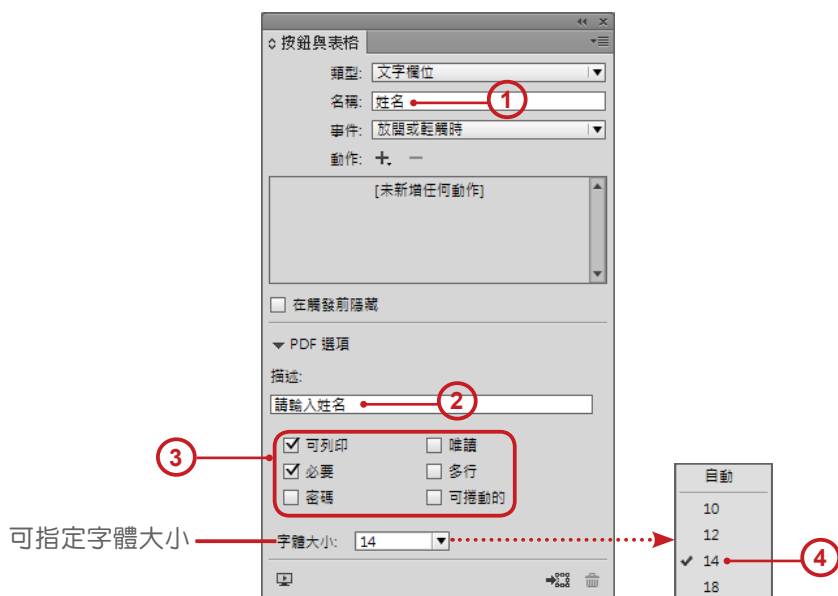 按鈕與表格
類型: 文字欄位
名稱: 姓名
1
事件: 放開或輕觸時
動作:
[未新增任何動作]
在觸發前隱藏
PDF 選項
描述:
請輸入姓名
2
3
可列印 唯讀
必要 多行
密碼 可捲動的
可指定字體大小
字體大小: 14
自動
10
12
14
4
18